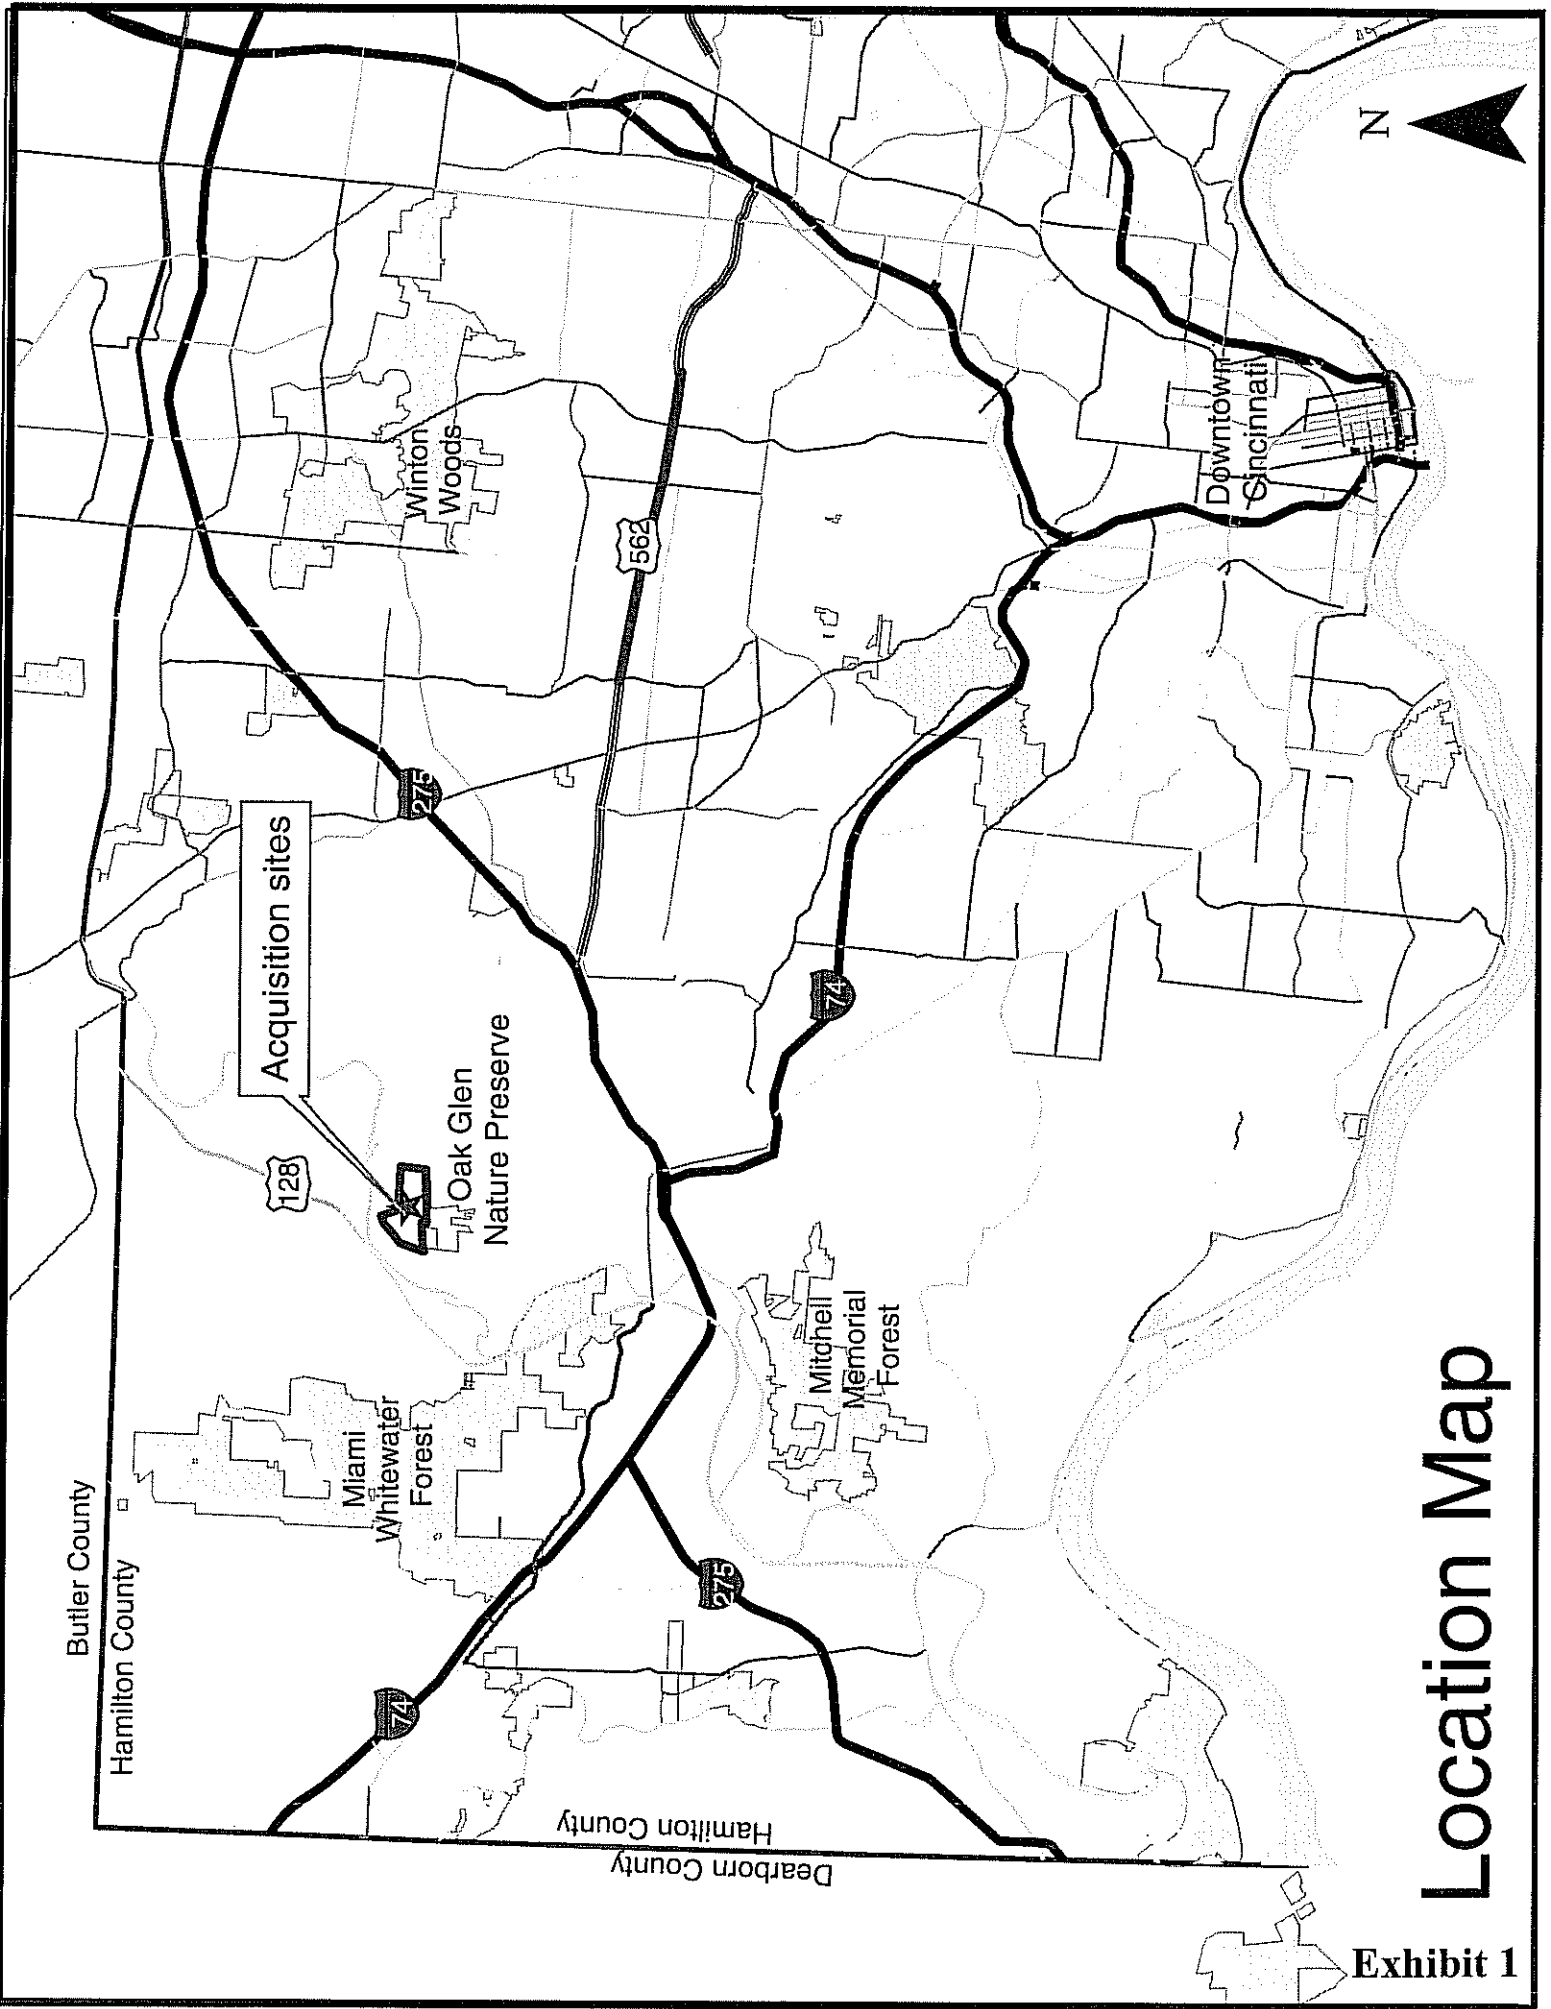 Butler County
Hamilton County
Dearborn County
Hamilton County
74
275
Miami
Whitewater
Forest
Mitchell
Memorial
Forest
128
Acquisition sites
Oak Glen
Nature Preserve
74
275
562
Winton
Woods
Downtown
Cincinnati
N
Location Map
Exhibit 1